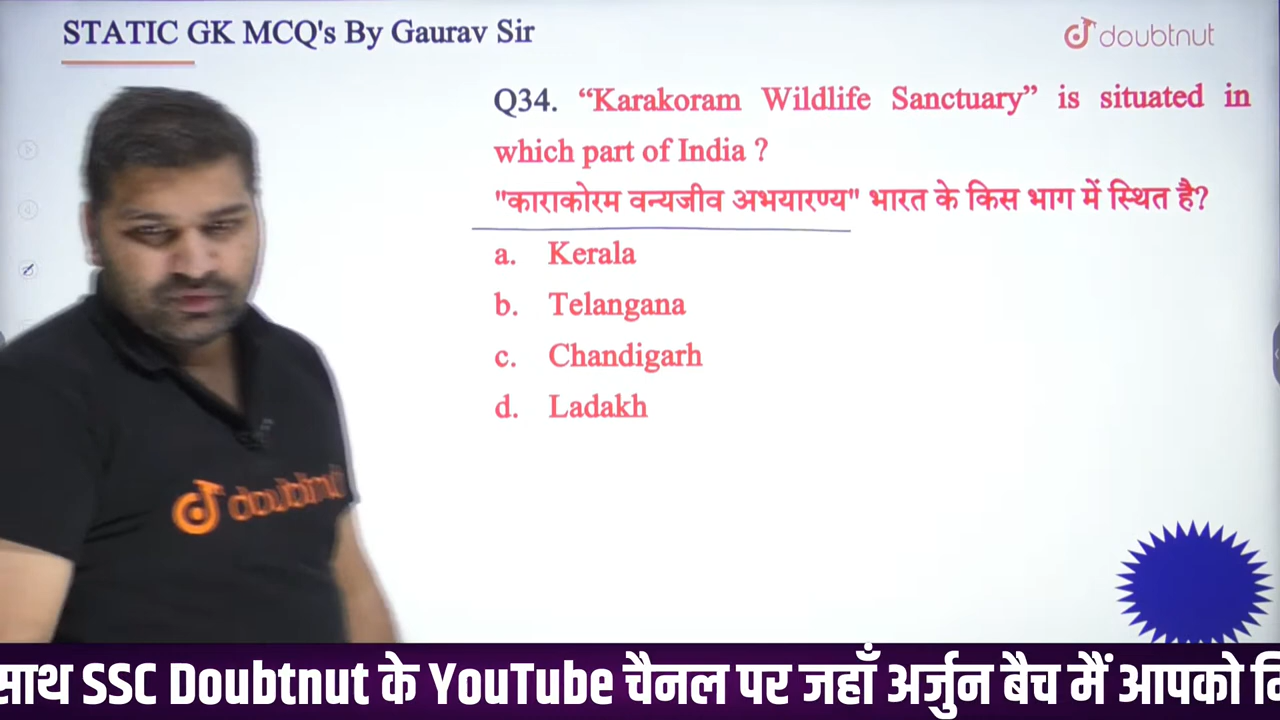 STATIC GK MCQ's By Gaurav Sir
doubtnut
Q34. “Karakoram Wildlife Sanctuary” is situated in
which part of India ?
"काराकोरम वन्यजीव अभयारण्य" भारत के किस भाग में स्थित है?
a. Kerala
b. Telangana
c. Chandigarh
d. Ladakh
doubtnut
साथ SSC Doubtnut के YouTube चैनल पर जहाँ अर्जुन बैच मैं आपको